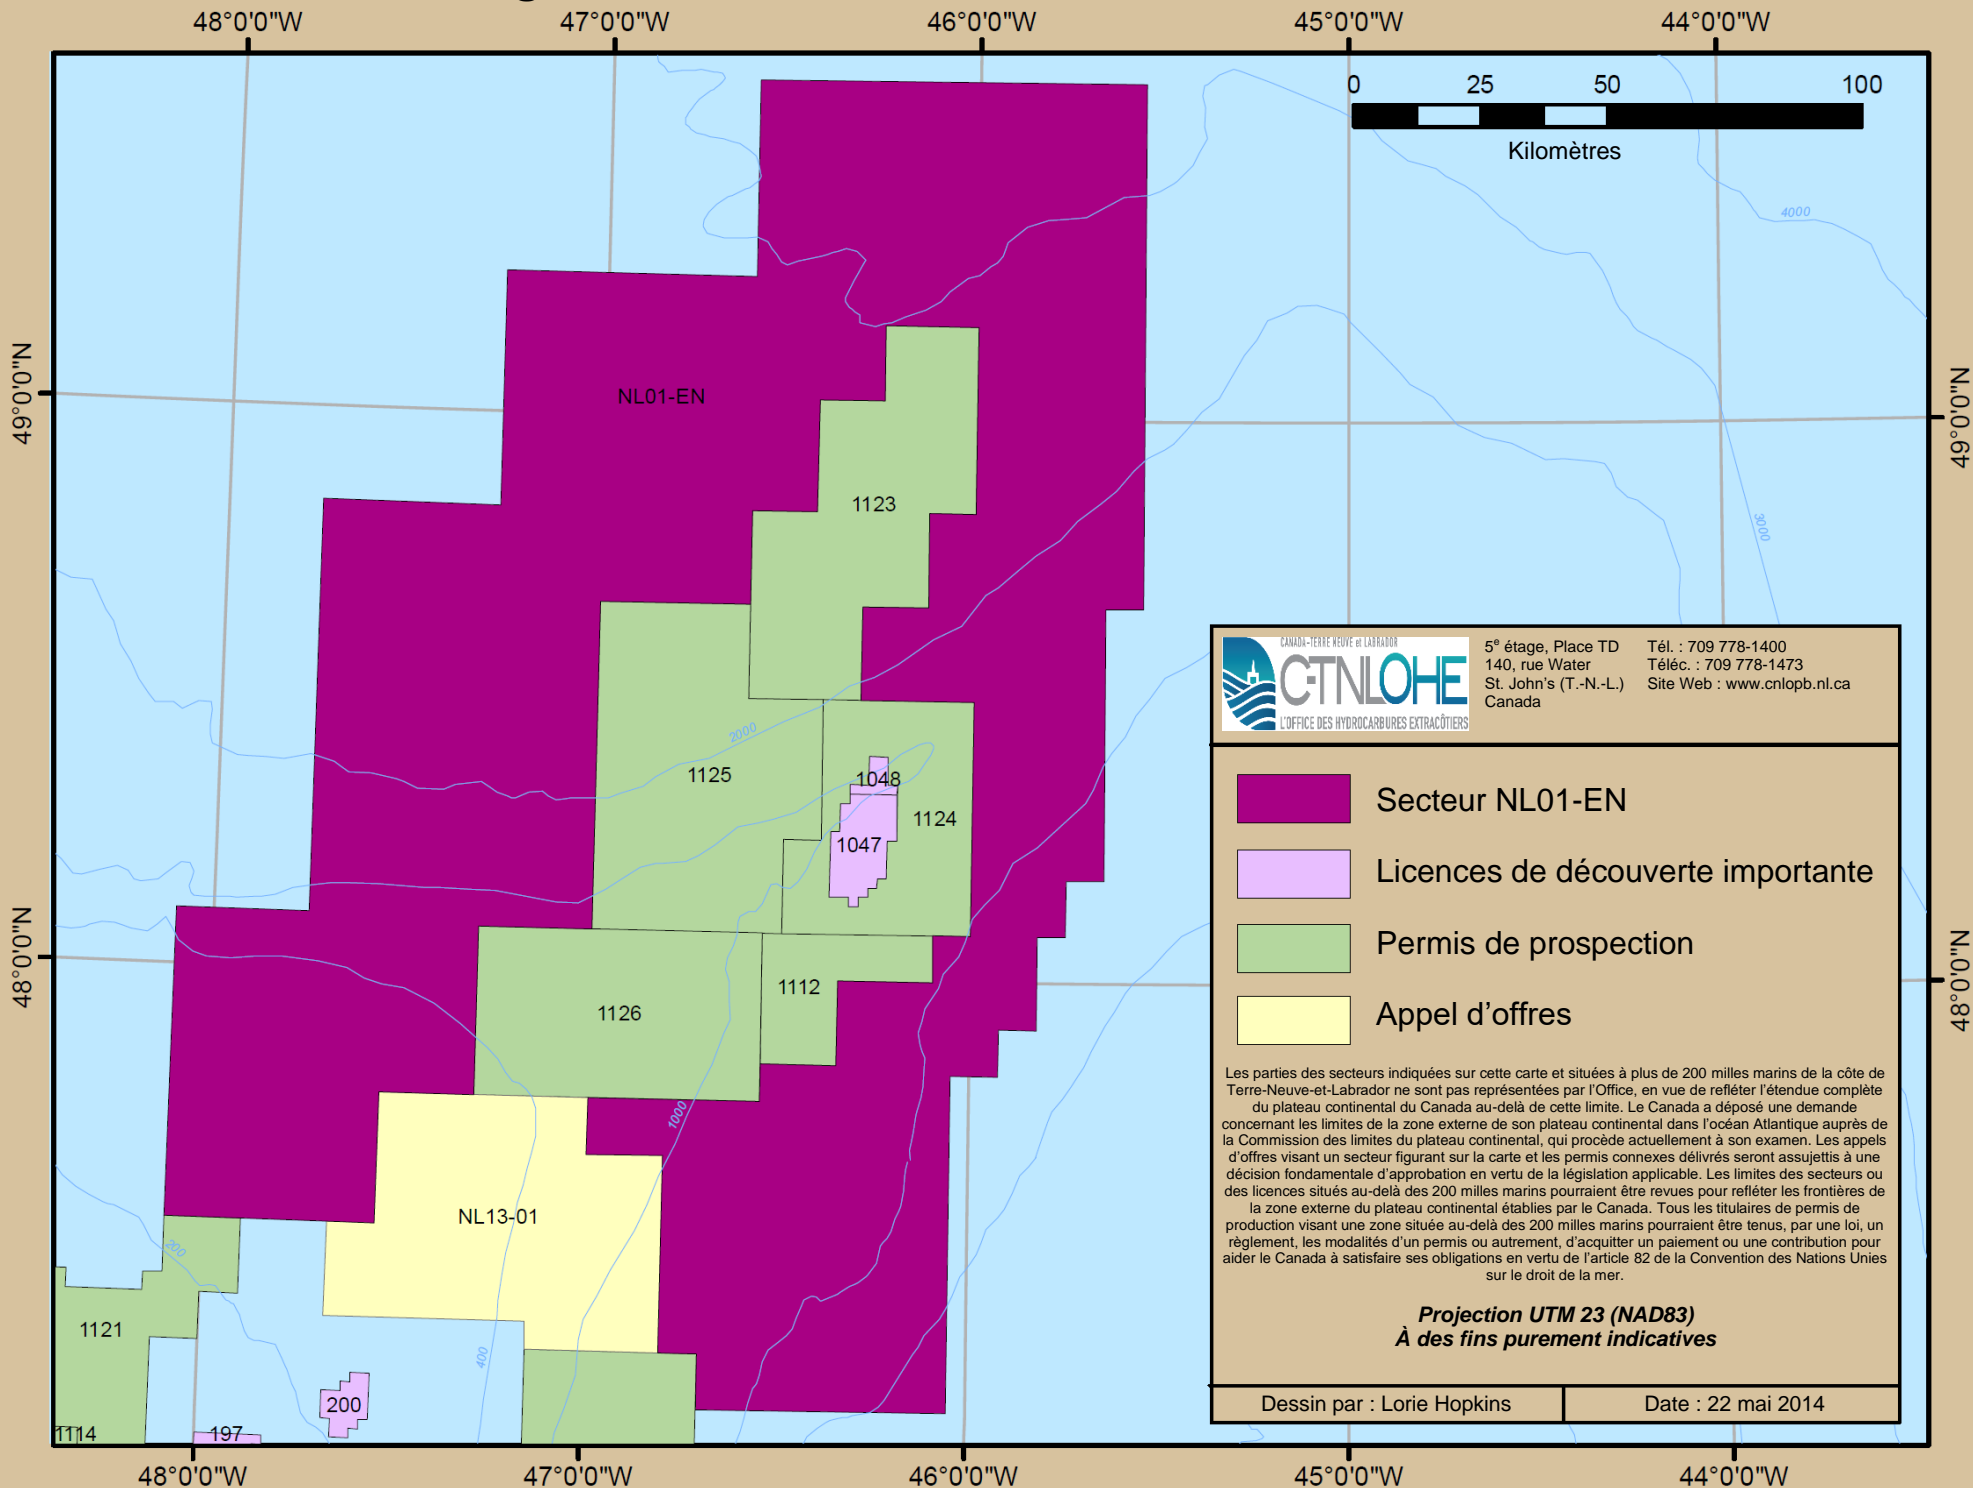 48°0'0"W 47°0'0"W 46°0'0"W 45°0'0"W 44°0'0"W
0 25 50 100
Kilomètres
4000
49°0'0"N
NL01-EN
49°0'0"N
1123
3000
2000
1125
1048
1124
1047
CANADA-TERRE NEUVE et LABRADOR
C-TNLOHE
L'OFFICE DES HYDROCARBURES EXTRACÔTIERS
5e étage, Place TD
140, rue Water
St. John's (T.-N.-L.)
Canada
Tél. : 709 778-1400
Téléc. : 709 778-1473
Site Web : www.cnlopb.nl.ca
Secteur NL01-EN
Licences de découverte importante
Permis de prospection
Appel d'offres
48°0'0"N
1112
1126
48°0'0"N
1000
Les parties des secteurs indiquées sur cette carte et situées à plus de 200 milles marins de la côte de
Terre-Neuve-et-Labrador ne sont pas représentées par l'Office, en vue de refléter l'étendue complète
du plateau continental du Canada au-delà de cette limite. Le Canada a déposé une demande
concernant les limites de la zone externe de son plateau continental dans l'océan Atlantique auprès de
la Commission des limites du plateau continental, qui procède actuellement à son examen. Les appels
d'offres visant un secteur figurant sur la carte et les permis connexes délivrés seront assujettis à une
décision fondamentale d'approbation en vertu de la législation applicable. Les limites des secteurs ou
des licences situés au-delà des 200 milles marins pourraient être revues pour refléter les frontières de
la zone externe du plateau continental établies par le Canada. Tous les titulaires de permis de
production visant une zone située au-delà des 200 milles marins pourraient être tenus, par une loi, un
règlement, les modalités d'un permis ou autrement, d'acquitter un paiement ou une contribution pour
aider le Canada à satisfaire ses obligations en vertu de l'article 82 de la Convention des Nations Unies
sur le droit de la mer.
Projection UTM 23 (NAD83)
À des fins purement indicatives
Dessin par : Lorie Hopkins
Date : 22 mai 2014
NL13-01
200
1121
400
200
197
1114
48°0'0"W 47°0'0"W 46°0'0"W 45°0'0"W 44°0'0"W